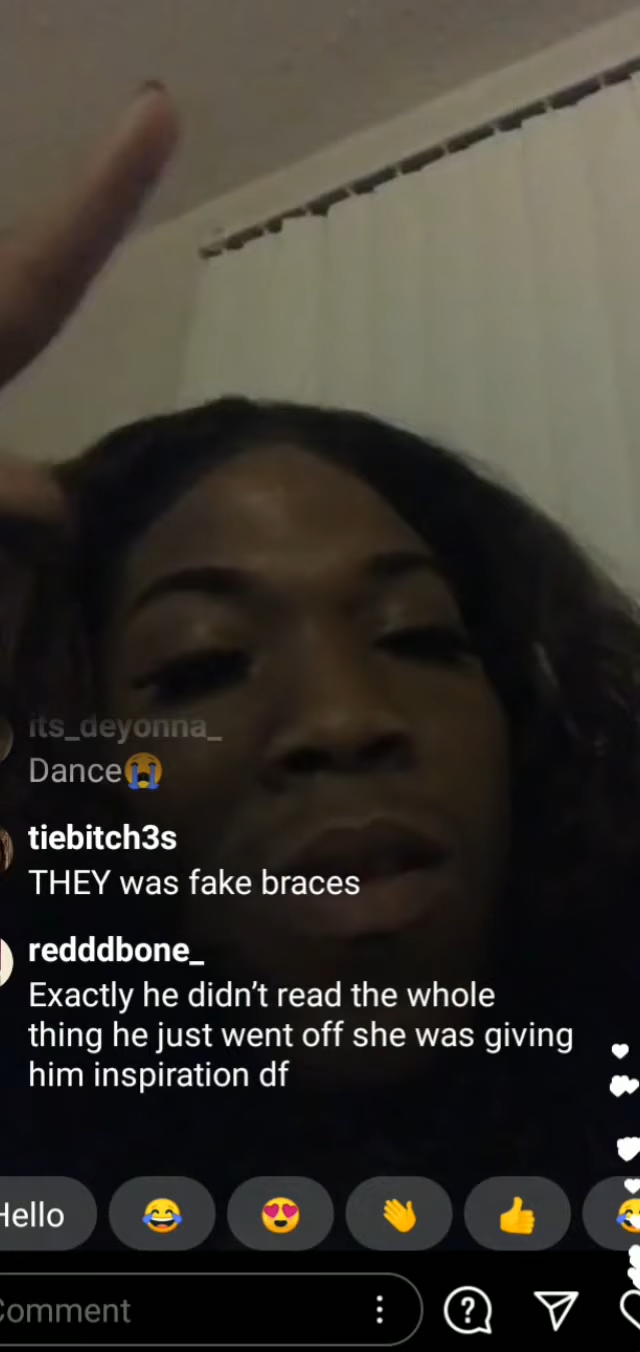 its_deyonna_
Dance😭
tiebitch3s
THEY was fake braces
redddbone_
Exactly he didn’t read the whole
thing he just went off she was giving
him inspiration df
Hello
Comment